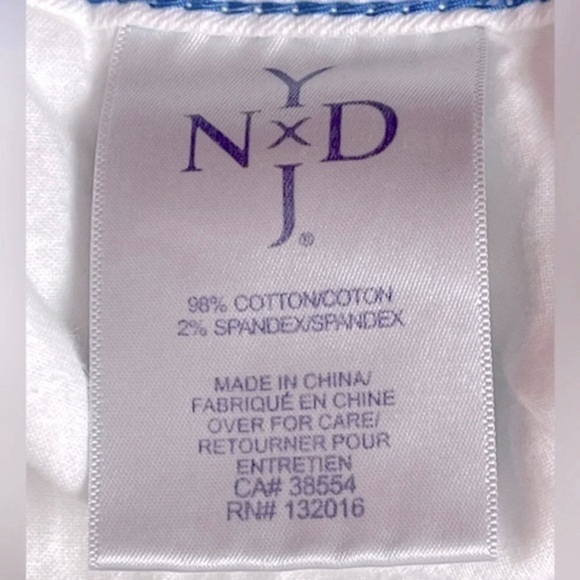 Y
N x D
J®
98% COTTON/COTON
2% SPANDEX/SPANDEX
MADE IN CHINA/
FABRIQUÉ EN CHINE
OVER FOR CARE/
RETOURNER POUR
ENTRETIEN
CA# 38554
RN# 132016